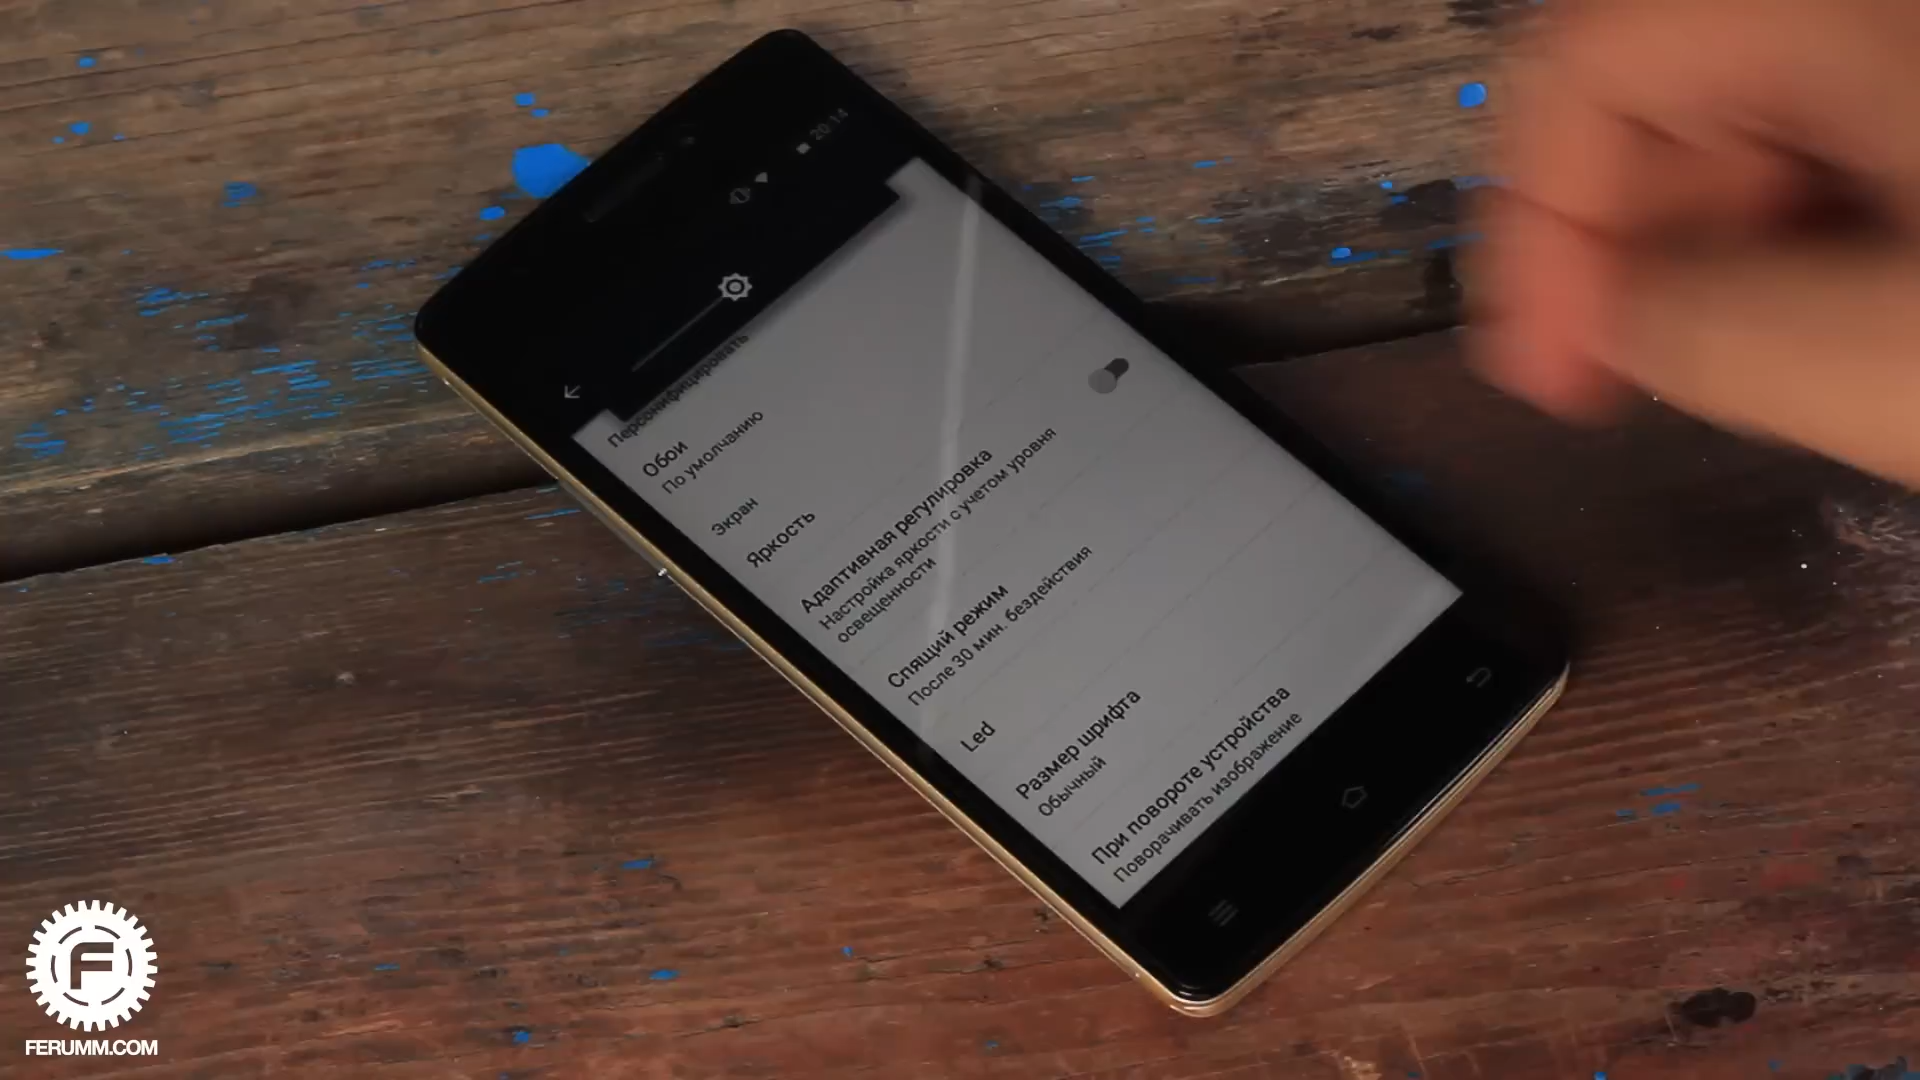 20:14
Персонифицировать
Обои
По умолчанию
Экран
Яркость
Адаптивная регулировка
Настройка яркости с учетом уровня
освещенности
Спящий режим
После 30 мин. бездействия
Led
Размер шрифта
Обычный
При повороте устройства
Поворачивать изображение
F
FERUMM.COM